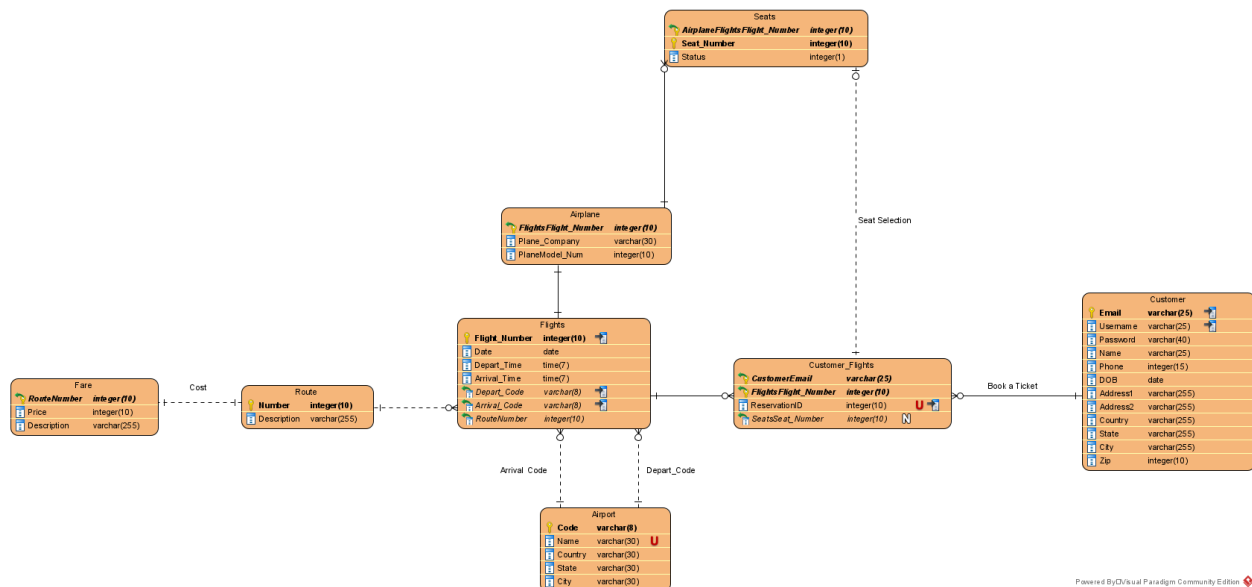 Seats
AirplaneFlightsFlight_Number integer(10)
Seat_Number integer(10)
Status integer(1)
Airplane
FlightsFlight_Number integer(10)
Plane_Company varchar(30)
PlaneModel_Num integer(10)
Seat Selection
Customer
Email varchar(25)
Username varchar(25)
Password varchar(40)
Name varchar(25)
Phone integer(15)
DOB date
Address1 varchar(255)
Address2 varchar(255)
Country varchar(255)
State varchar(255)
City varchar(255)
Zip integer(10)
Flights
Flight_Number integer(10)
Date date
Depart_Time time(7)
Arrival_Time time(7)
Depart_Code varchar(8)
Arrival_Code varchar(8)
RouteNumber integer(10)
Customer_Flights
CustomerEmail varchar(25)
FlightsFlight_Number integer(10)
ReservationID integer(10) U
SeatsSeat_Number integer(10) N
Book a Ticket
Fare
RouteNumber integer(10)
Price integer(10)
Description varchar(255)
Cost
Route
Number integer(10)
Description varchar(255)
Arrival Code
Depart_Code
Airport
Code varchar(8)
Name varchar(30) U
Country varchar(30)
State varchar(30)
City varchar(30)
Powered By Visual Paradigm Community Edition